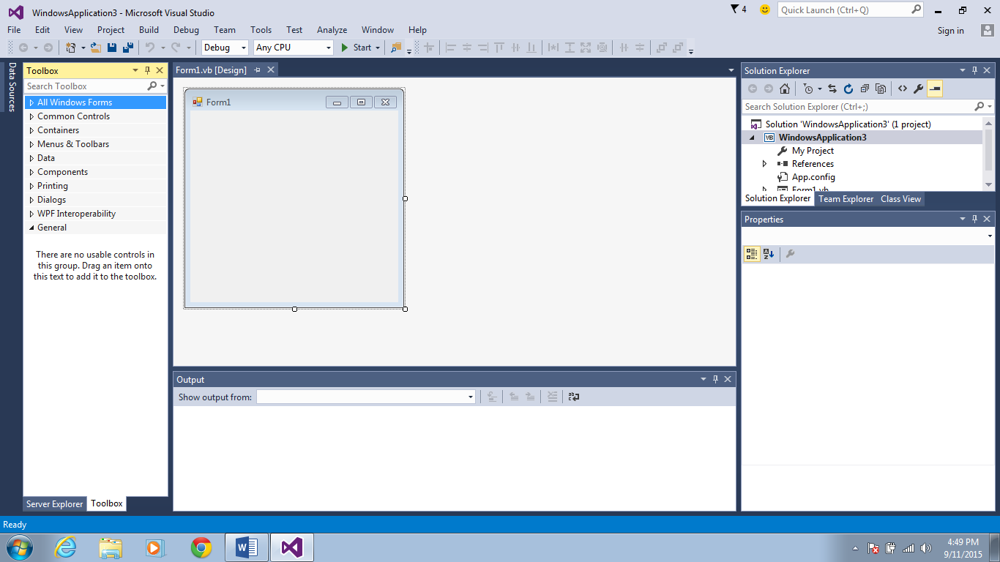 WindowsApplication3 - Microsoft Visual Studio
4
Quick Launch (Ctrl+Q)
File Edit View Project Build Debug Team Tools Test Analyze Window Help
Sign in
Debug Any CPU Start
Data Sources
Toolbox
Search Toolbox
All Windows Forms
Common Controls
Containers
Menus & Toolbars
Data
Components
Printing
Dialogs
WPF Interoperability
General
There are no usable controls in
this group. Drag an item onto
this text to add it to the toolbox.
Server Explorer Toolbox
Form1.vb [Design]
Form1
Output
Show output from:
Solution Explorer
Search Solution Explorer (Ctrl+;)
Solution 'WindowsApplication3' (1 project)
VB WindowsApplication3
My Project
References
App.config
Form1.vb
Solution Explorer Team Explorer Class View
Properties
Ready
4:49 PM
9/11/2015